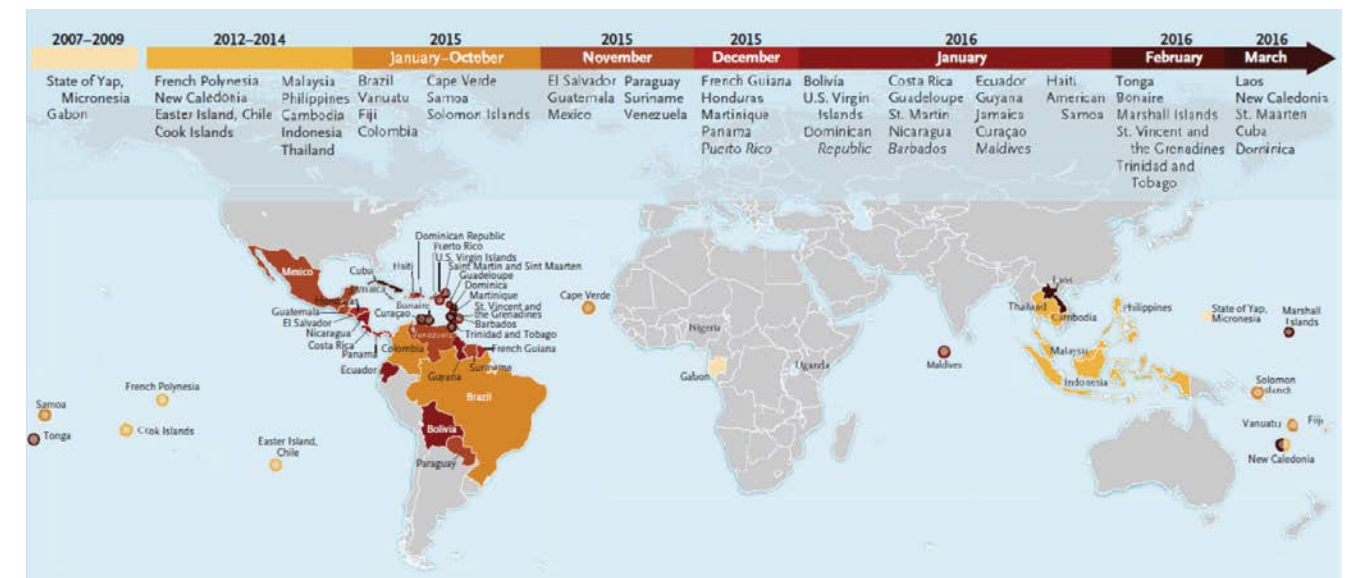 2007–2009
2012–2014
2015
2015
2015
2016
2016
2016
January–October
November
December
January
February
March
State of Yap,
Micronesia
Gabon
French Polynesia
New Caledonia
Easter Island, Chile
Cook Islands
Malaysia
Philippines
Cambodia
Indonesia
Thailand
Brazil
Vanuatu
Fiji
Colombia
Cape Verde
Samoa
Solomon Islands
El Salvador
Guatemala
Mexico
Paraguay
Suriname
Venezuela
French Guiana
Honduras
Martinique
Panama
Puerto Rico
Bolivia
U.S. Virgin
Islands
Dominican
Republic
Costa Rica
Guadeloupe
St. Martin
Nicaragua
Barbados
Ecuador
Guyana
Jamaica
Curaçao
Maldives
Haiti
American
Samoa
Tonga
Bonaire
Marshall Islands
St. Vincent and
the Grenadines
Trinidad and
Tobago
Laos
New Caledonia
St. Maarten
Cuba
Dominica
Dominican Republic
Puerto Rico
U.S. Virgin Islands
Saint Martin and Sint Maarten
Guadeloupe
Dominica
Martinique
St. Vincent and
the Grenadines
Barbados
Trinidad and Tobago
Mexico
Cuba
Haiti
Jamaica
Honduras
Bonaire
Guatemala
Curaçao
El Salvador
Nicaragua
Venezuela
Costa Rica
Panama
Colombia
French Guiana
Ecuador
Guyana
Suriname
Brazil
Bolivia
Paraguay
French Polynesia
Samoa
Cook Islands
Tonga
Easter Island,
Chile
Cape Verde
Nigeria
Gabon
Uganda
Maldives
Laos
Thailand
Cambodia
Philippines
State of Yap,
Micronesia
Marshall
Islands
Malaysia
Indonesia
Solomon
Islands
Vanuatu
Fiji
New Caledonia